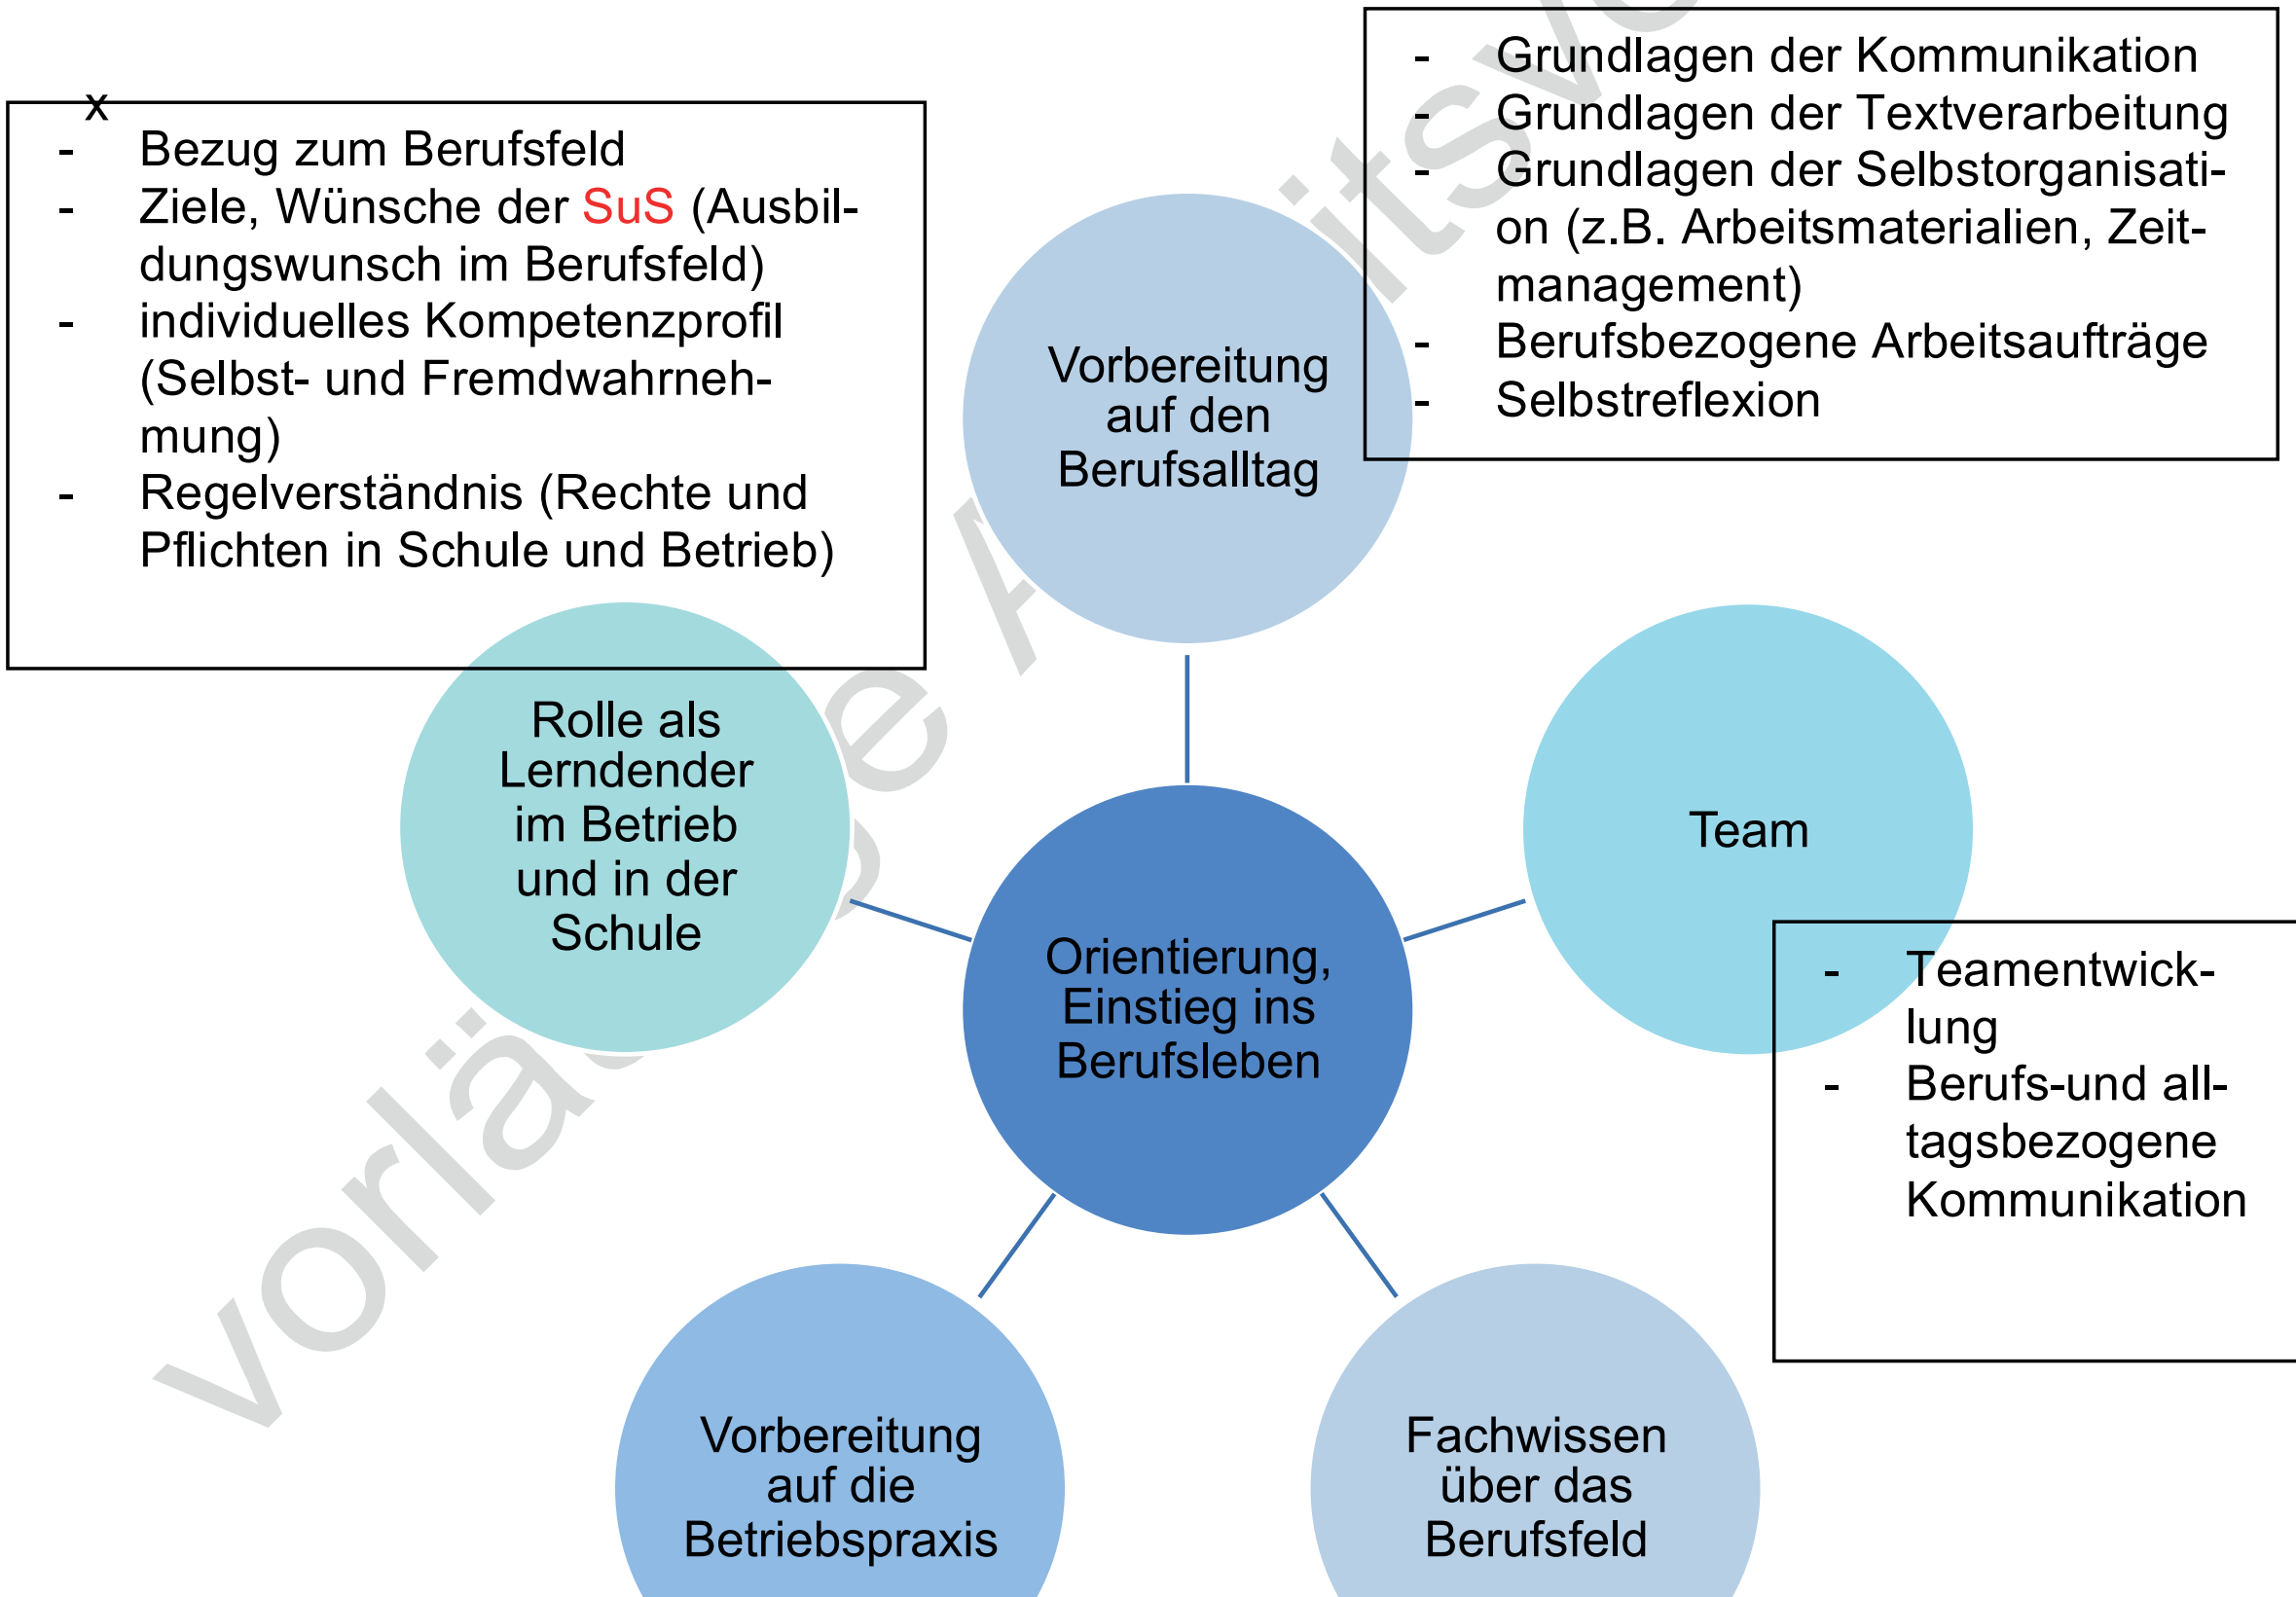 x
- Bezug zum Berufsfeld
- Ziele, Wünsche der SuS (Ausbil-
dungswunsch im Berufsfeld)
- individuelles Kompetenzprofil
(Selbst- und Fremdwahrneh-
mung)
- Regelverständnis (Rechte und
Pflichten in Schule und Betrieb)
- Grundlagen der Kommunikation
- Grundlagen der Textverarbeitung
- Grundlagen der Selbstorganisati-
on (z.B. Arbeitsmaterialien, Zeit-
management)
- Berufsbezogene Arbeitsaufträge
- Selbstreflexion
Vorbereitung
auf den
Berufsalltag
Rolle als
Lerndender
im Betrieb
und in der
Schule
Team
- Teamentwick-
lung
- Berufs-und all-
tagsbezogene
Kommunikation
Orientierung,
Einstieg ins
Berufsleben
Vorbereitung
auf die
Betriebspraxis
Fachwissen
über das
Berufsfeld